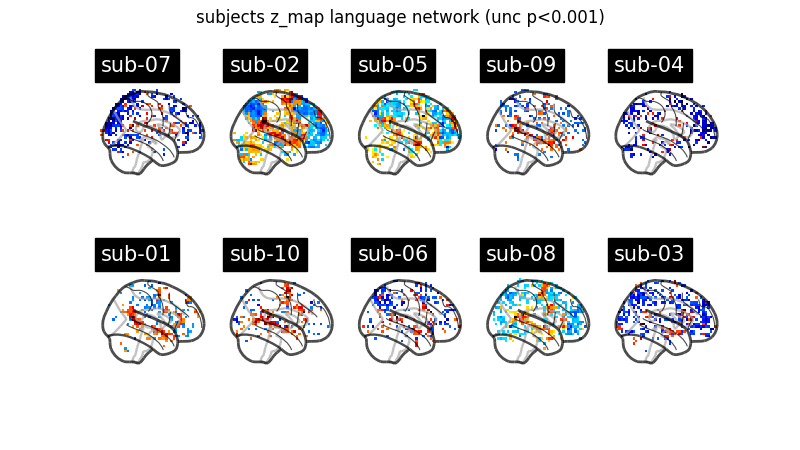 subjects z_map language network (unc p<0.001)
sub-07 sub-02 sub-05 sub-09 sub-04
sub-01 sub-10 sub-06 sub-08 sub-03